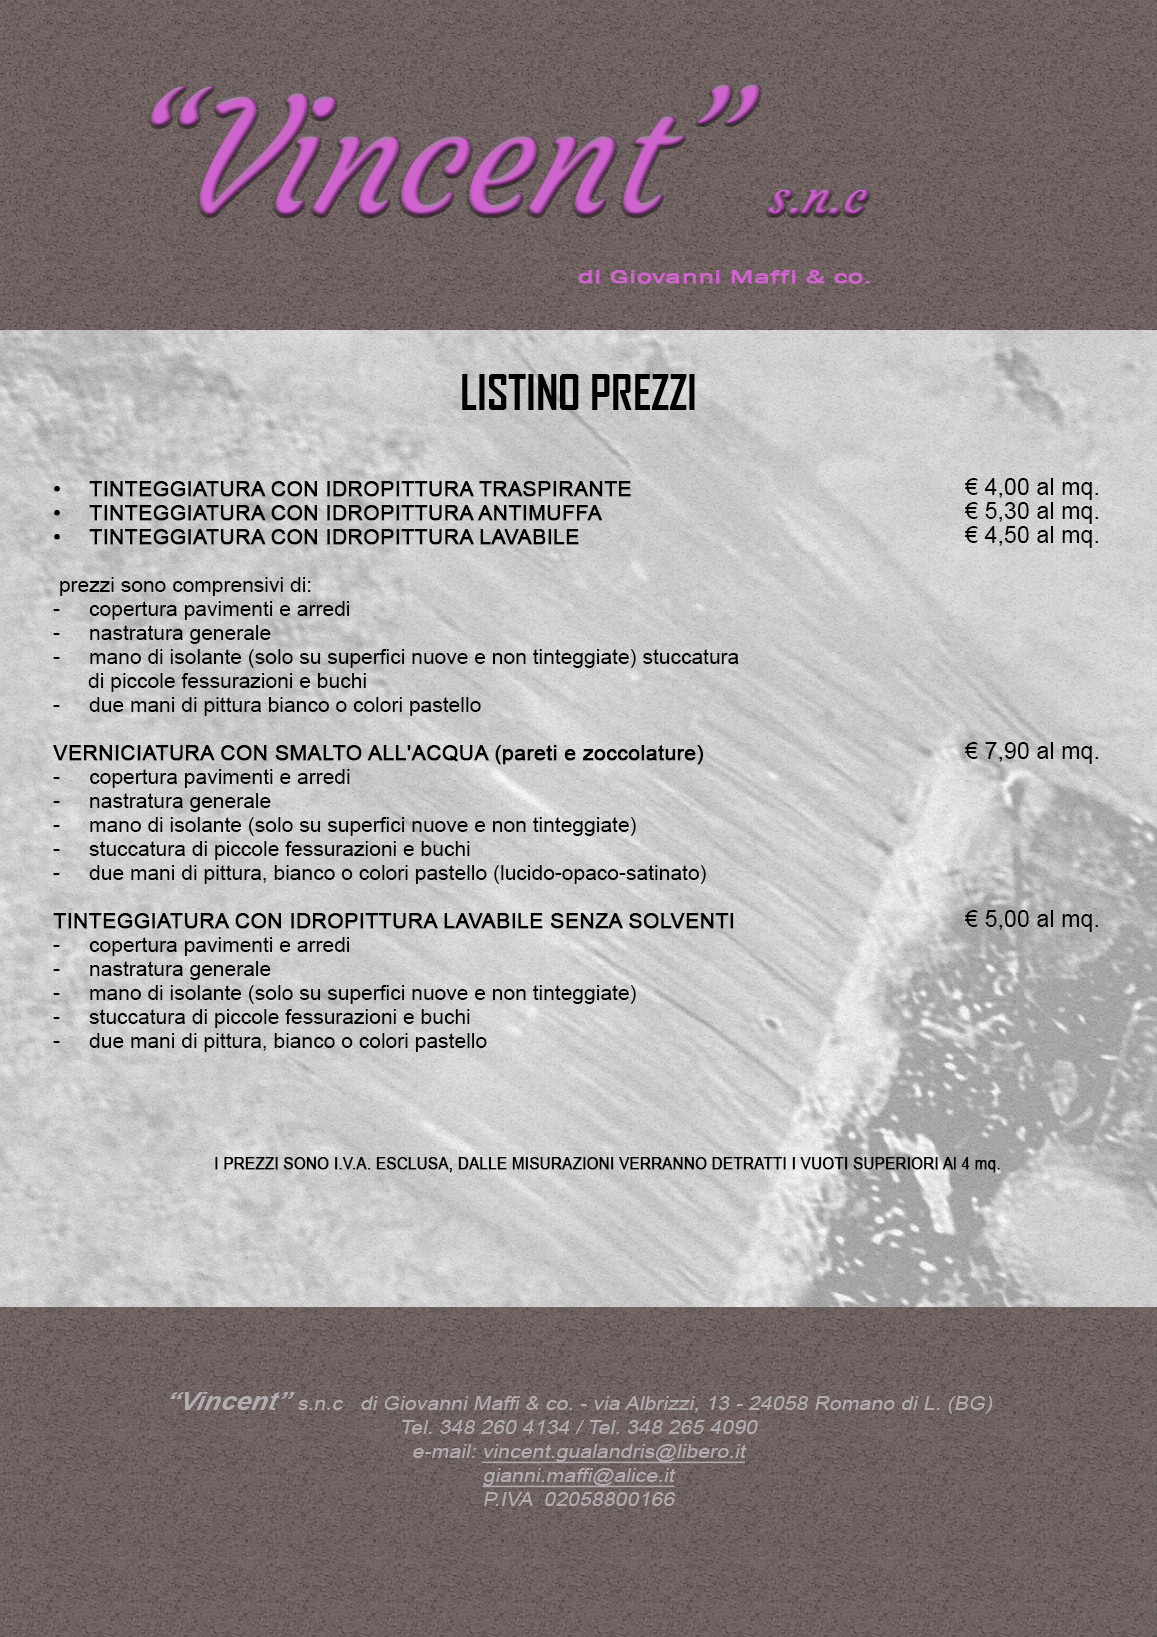 “Vincent” s.n.c
di Giovanni Maffi & co.
LISTINO PREZZI
• TINTEGGIATURA CON IDROPITTURA TRASPIRANTE € 4,00 al mq.
• TINTEGGIATURA CON IDROPITTURA ANTIMUFFA € 5,30 al mq.
• TINTEGGIATURA CON IDROPITTURA LAVABILE € 4,50 al mq.
prezzi sono comprensivi di:
- copertura pavimenti e arredi
- nastratura generale
- mano di isolante (solo su superfici nuove e non tinteggiate) stuccatura
di piccole fessurazioni e buchi
- due mani di pittura bianco o colori pastello
VERNICIATURA CON SMALTO ALL'ACQUA (pareti e zoccolature) € 7,90 al mq.
- copertura pavimenti e arredi
- nastratura generale
- mano di isolante (solo su superfici nuove e non tinteggiate)
- stuccatura di piccole fessurazioni e buchi
- due mani di pittura, bianco o colori pastello (lucido-opaco-satinato)
TINTEGGIATURA CON IDROPITTURA LAVABILE SENZA SOLVENTI € 5,00 al mq.
- copertura pavimenti e arredi
- nastratura generale
- mano di isolante (solo su superfici nuove e non tinteggiate)
- stuccatura di piccole fessurazioni e buchi
- due mani di pittura, bianco o colori pastello
I PREZZI SONO I.V.A. ESCLUSA, DALLE MISURAZIONI VERRANNO DETRATTI I VUOTI SUPERIORI AI 4 mq.
“Vincent” s.n.c di Giovanni Maffi & co. - via Albrizzi, 13 - 24058 Romano di L. (BG)
Tel. 348 260 4134 / Tel. 348 265 4090
e-mail: vincent.gualandris@libero.it
gianni.maffi@alice.it
P.IVA 02058800166